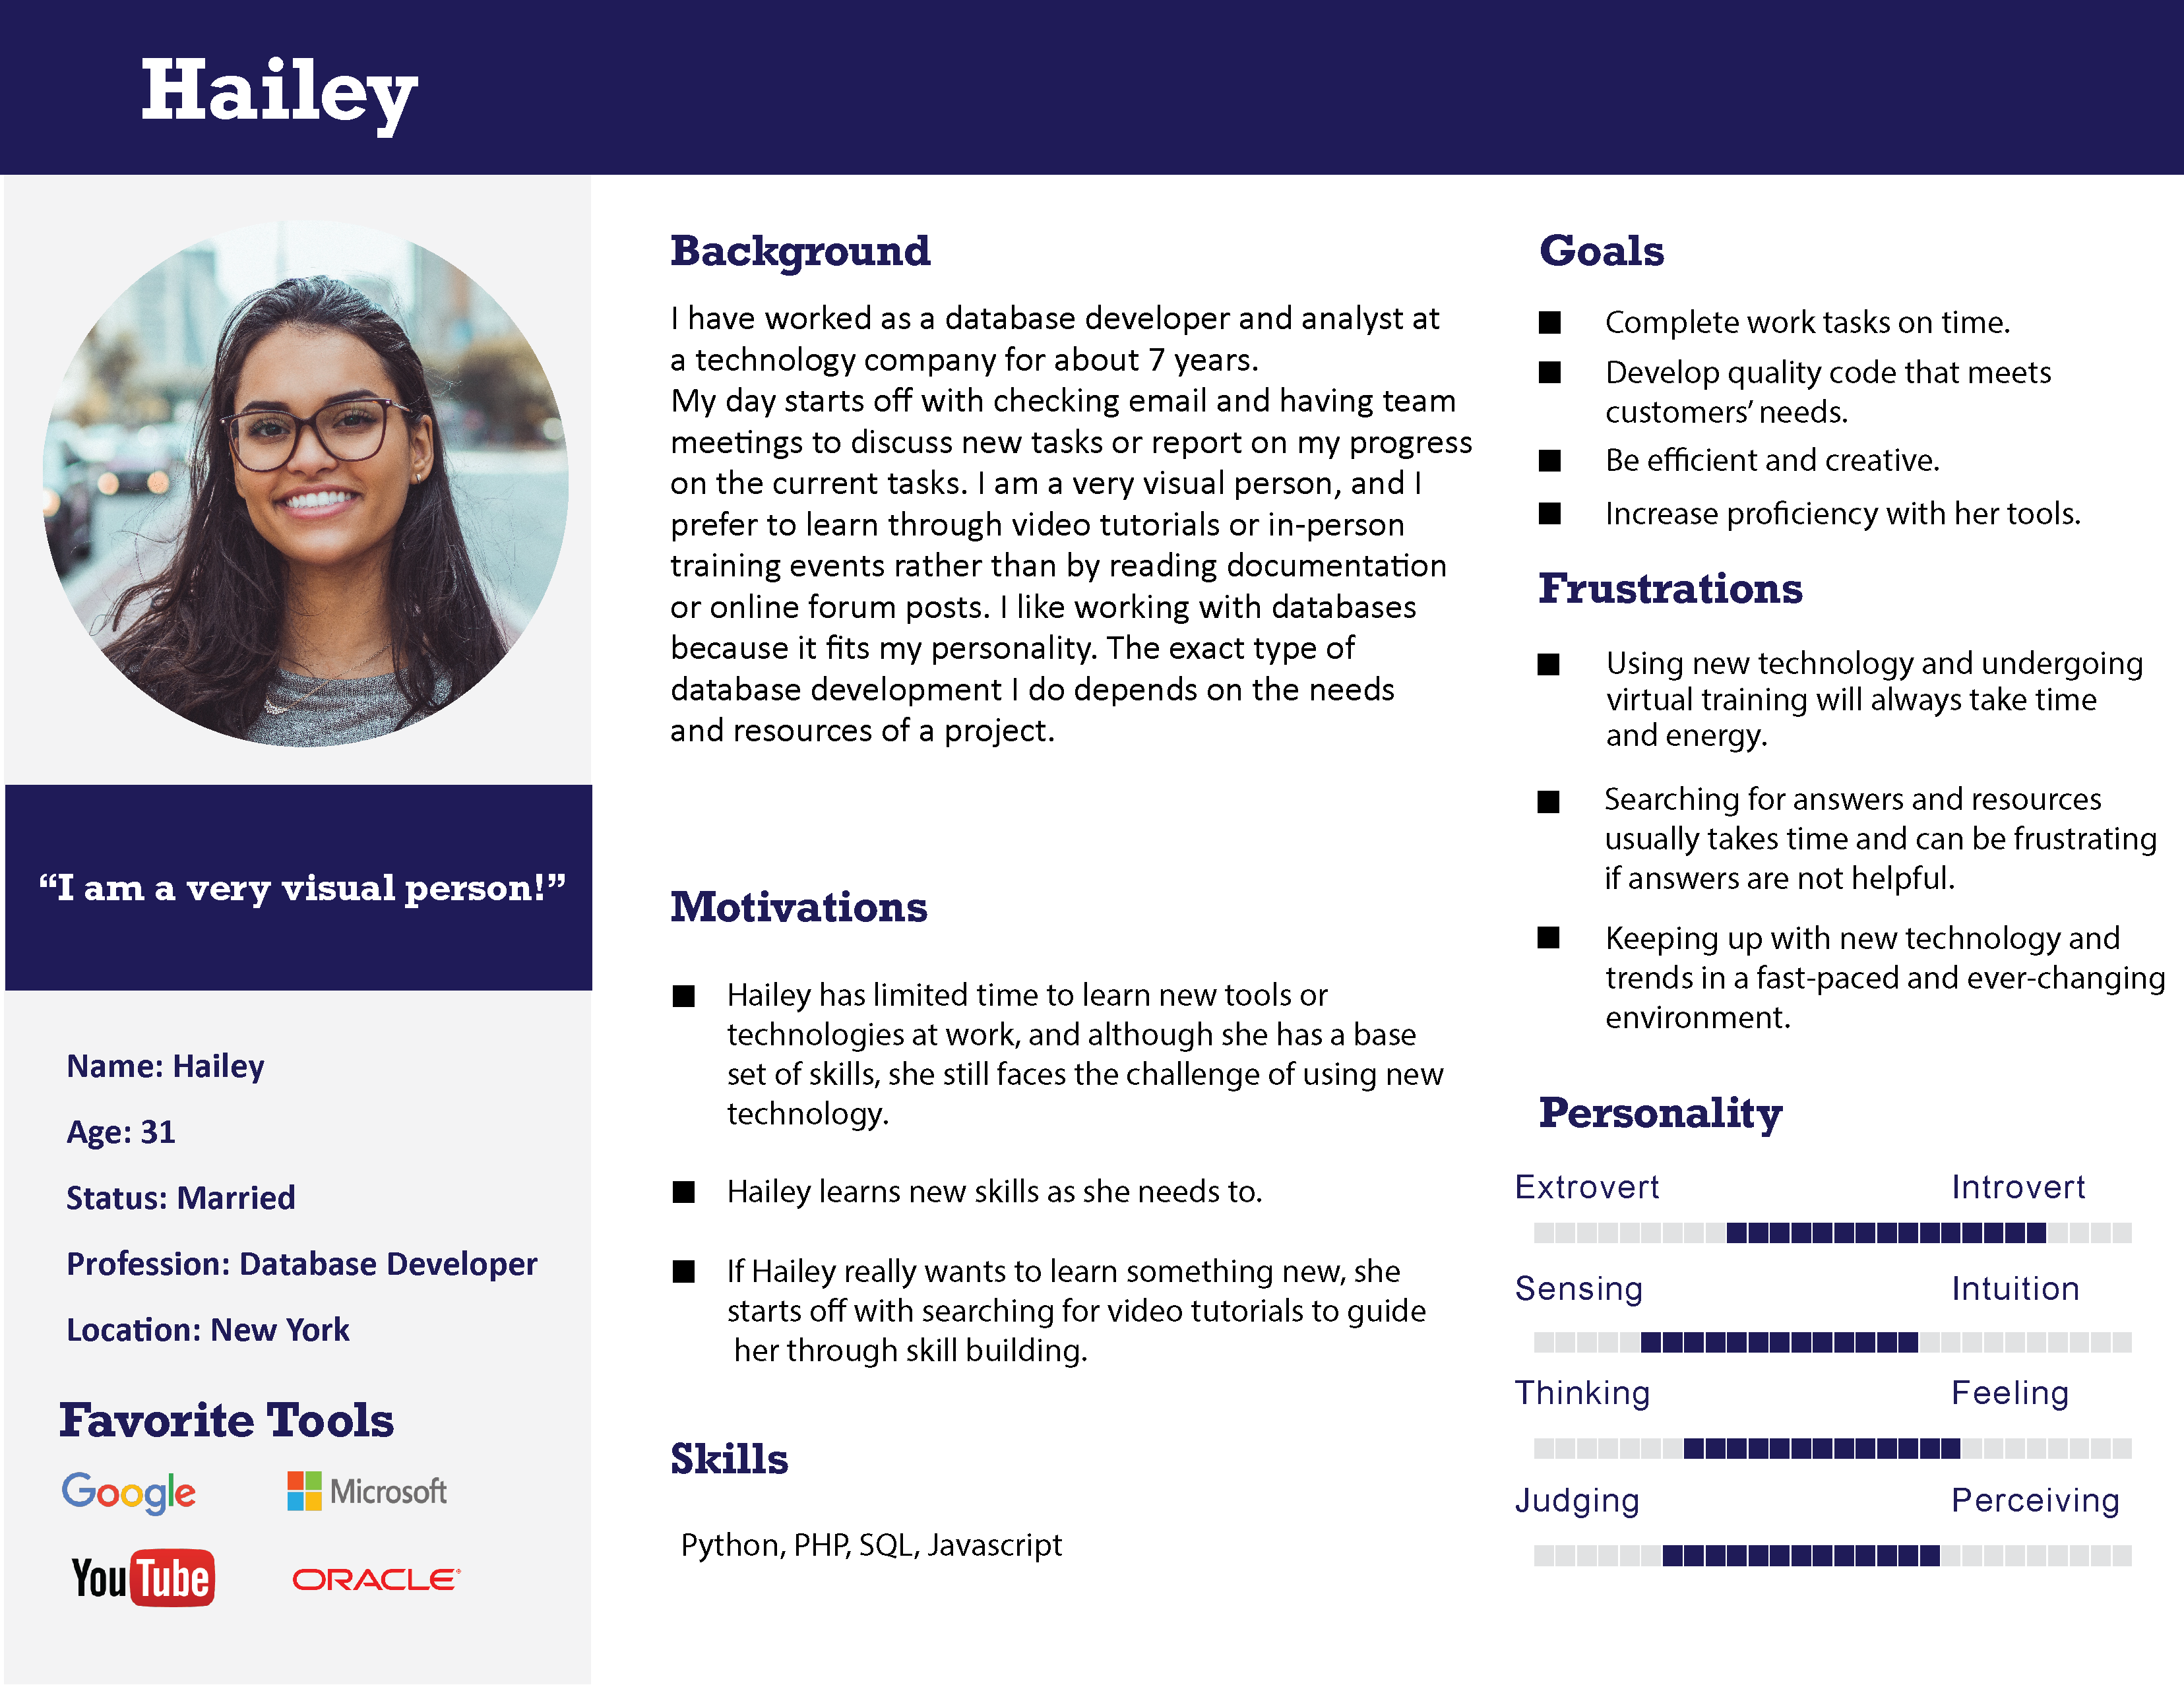 Hailey
“I am a very visual person!”
Name: Hailey
Age: 31
Status: Married
Profession: Database Developer
Location: New York
Favorite Tools
Google
Microsoft
YouTube
ORACLE
Background
I have worked as a database developer and analyst at
a technology company for about 7 years.
My day starts off with checking email and having team
meetings to discuss new tasks or report on my progress
on the current tasks. I am a very visual person, and I
prefer to learn through video tutorials or in-person
training events rather than by reading documentation
or online forum posts. I like working with databases
because it fits my personality. The exact type of
database development I do depends on the needs
and resources of a project.
Motivations
■ Hailey has limited time to learn new tools or
technologies at work, and although she has a base
set of skills, she still faces the challenge of using new
technology.
■ Hailey learns new skills as she needs to.
■ If Hailey really wants to learn something new, she
starts off with searching for video tutorials to guide
her through skill building.
Skills
Python, PHP, SQL, Javascript
Goals
■ Complete work tasks on time.
■ Develop quality code that meets
customers’ needs.
■ Be efficient and creative.
■ Increase proficiency with her tools.
Frustrations
■ Using new technology and undergoing
virtual training will always take time
and energy.
■ Searching for answers and resources
usually takes time and can be frustrating
if answers are not helpful.
■ Keeping up with new technology and
trends in a fast-paced and ever-changing
environment.
Personality
Extrovert Introvert
Sensing Intuition
Thinking Feeling
Judging Perceiving